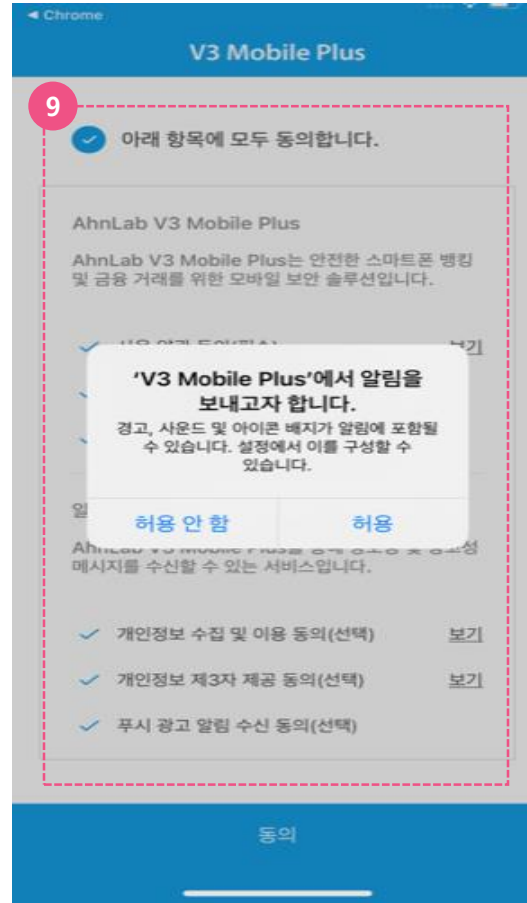 ◀ Chrome
V3 Mobile Plus
9
아래 항목에 모두 동의합니다.
AhnLab V3 Mobile Plus
AhnLab V3 Mobile Plus는 안전한 스마트폰 뱅킹
및 금융 거래를 위한 모바일 보안 솔루션입니다.
보기
‘V3 Mobile Plus’에서 알림을
보내고자 합니다.
경고, 사운드 및 아이콘 배지가 알림에 포함될
수 있습니다. 설정에서 이를 구성할 수
있습니다.
허용 안 함
허용
메시지를 수신할 수 있는 서비스입니다.
개인정보 수집 및 이용 동의(선택) 보기
개인정보 제3자 제공 동의(선택) 보기
푸시 광고 알림 수신 동의(선택)
동의